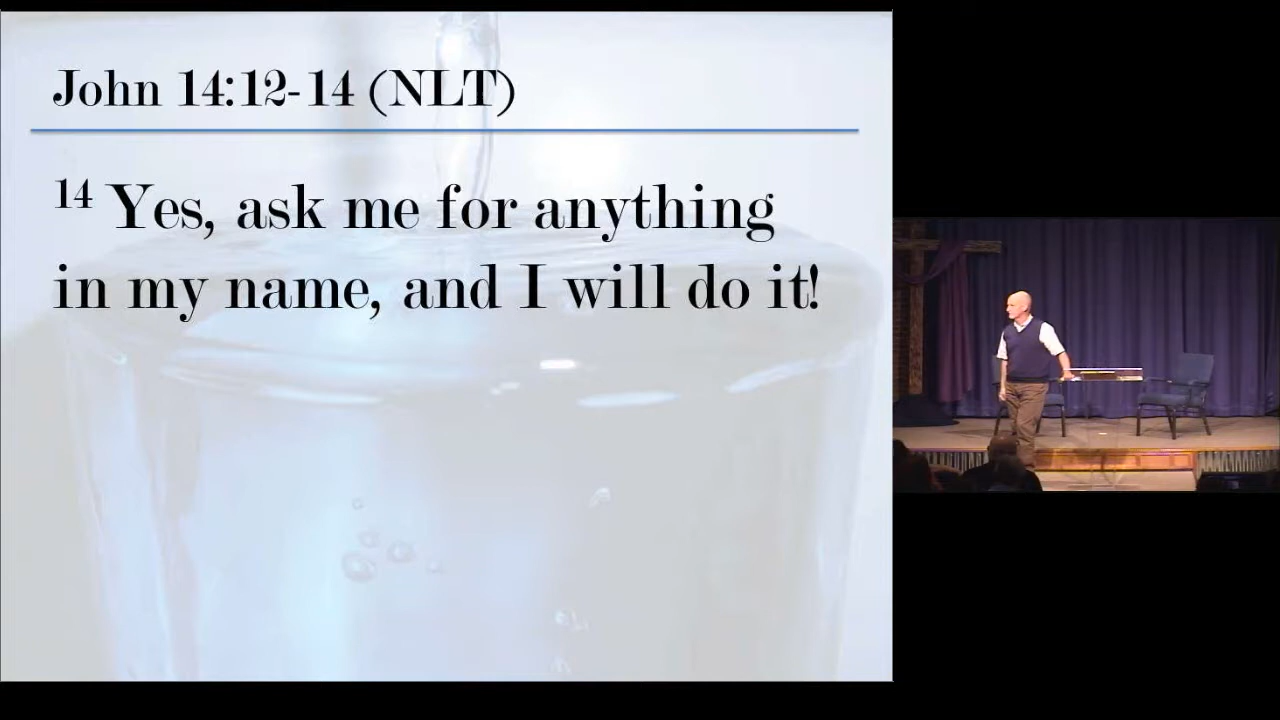 John 14:12-14 (NLT)
14 Yes, ask me for anything
in my name, and I will do it!